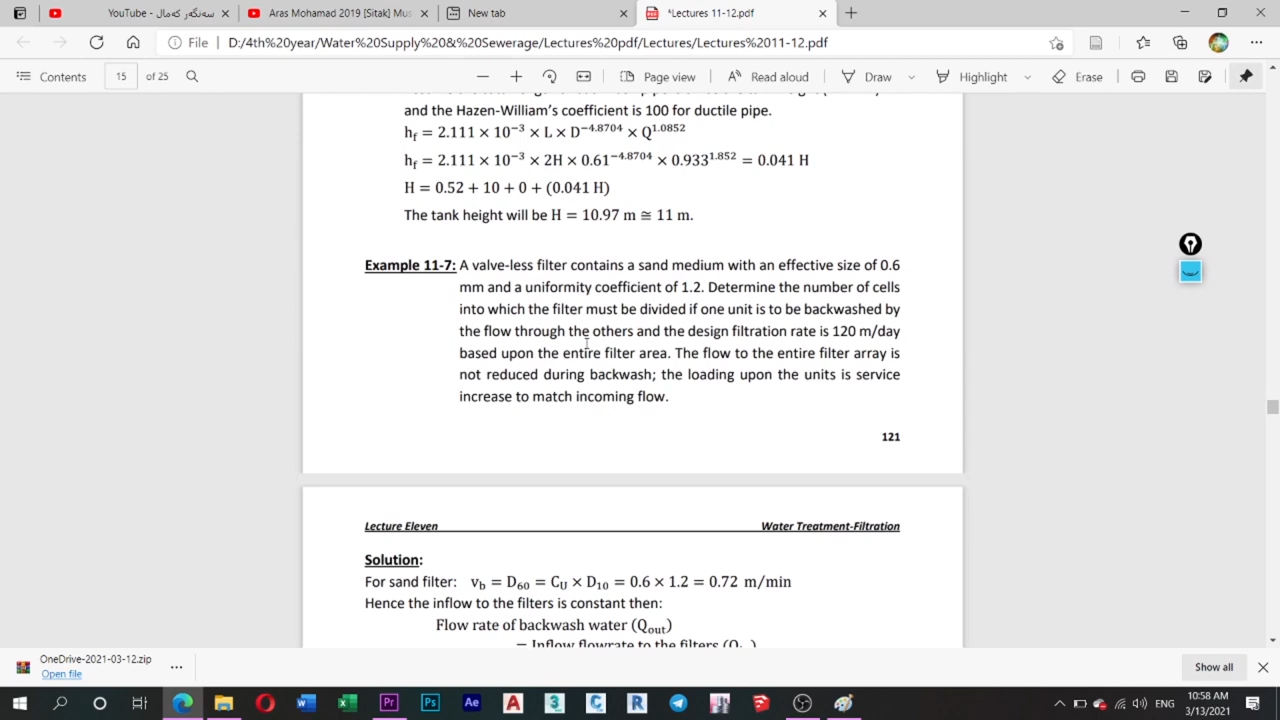 YouTube - سەنگەر کەمال
Aras Mohamad 2019 [Sitak] Mus
New tab
*Lectures 11-12.pdf
File
D:/4th%20year/Water%20Supply%20&%20Sewerage/Lectures%20pdf/Lectures/Lectures%2011-12.pdf
Contents
15
of 25
Page view
Read aloud
Draw
Highlight
Erase
and the Hazen-William's coefficient is 100 for ductile pipe.
h_f = 2.111 × 10⁻³ × L × D⁻⁴·⁸⁷⁰⁴ × Q¹·⁰⁸⁵²
h_f = 2.111 × 10⁻³ × 2H × 0.61⁻⁴·⁸⁷⁰⁴ × 0.933¹·⁸⁵² = 0.041 H
H = 0.52 + 10 + 0 + (0.041 H)
The tank height will be H = 10.97 m ≅ 11 m.
Example 11-7: A valve-less filter contains a sand medium with an effective size of 0.6
mm and a uniformity coefficient of 1.2. Determine the number of cells
into which the filter must be divided if one unit is to be backwashed by
the flow through the others and the design filtration rate is 120 m/day
based upon the entire filter area. The flow to the entire filter array is
not reduced during backwash; the loading upon the units is service
increase to match incoming flow.
121
Lecture Eleven
Water Treatment-Filtration
Solution:
For sand filter: v_b = D₆₀ = C_U × D₁₀ = 0.6 × 1.2 = 0.72 m/min
Hence the inflow to the filters is constant then:
Flow rate of backwash water (Q_out)
= Inflow flowrate to the filters (Q
OneDrive-2021-03-12.zip
Open file
Show all
ENG
10:58 AM
3/13/2021